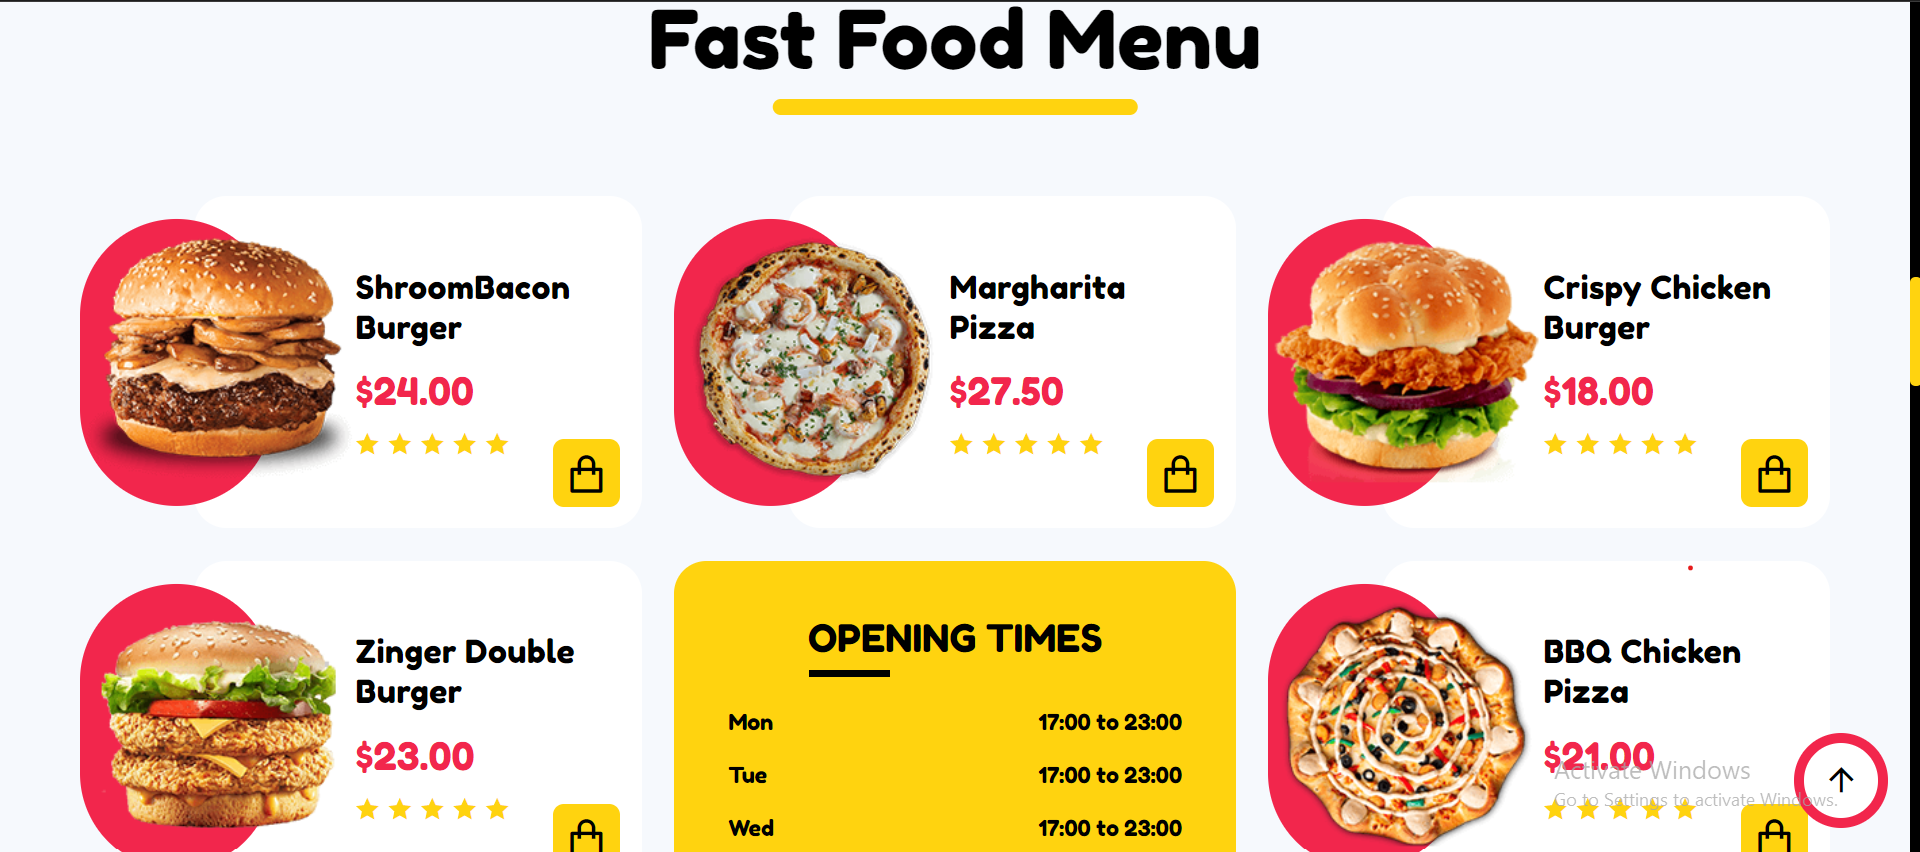 Fast Food Menu
ShroomBacon
Burger
$24.00
Margharita
Pizza
$27.50
Crispy Chicken
Burger
$18.00
Zinger Double
Burger
$23.00
OPENING TIMES
Mon 17:00 to 23:00
Tue 17:00 to 23:00
Wed 17:00 to 23:00
BBQ Chicken
Pizza
$21.00
Activate Windows
Go to Settings to activate Windows.